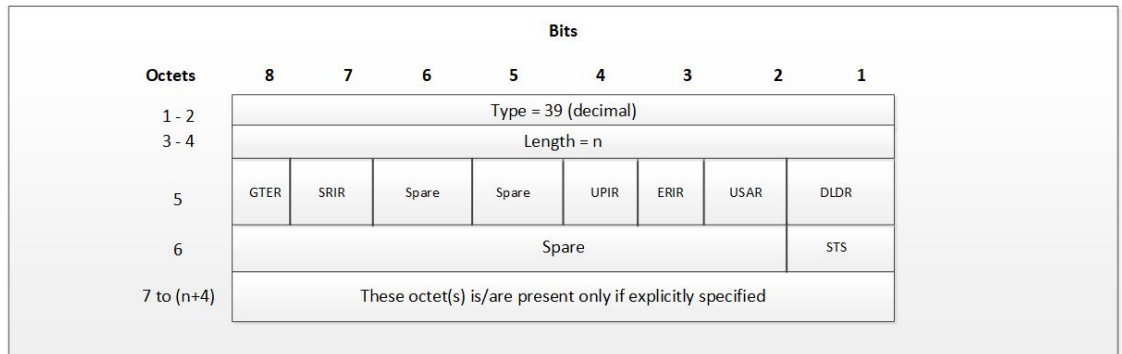 Bits
Octets 8 7 6 5 4 3 2 1
1 - 2 Type = 39 (decimal)
3 - 4 Length = n
5 GTER SRIR Spare Spare UPIR ERIR USAR DLDR
6 Spare STS
7 to (n+4) These octet(s) is/are present only if explicitly specified